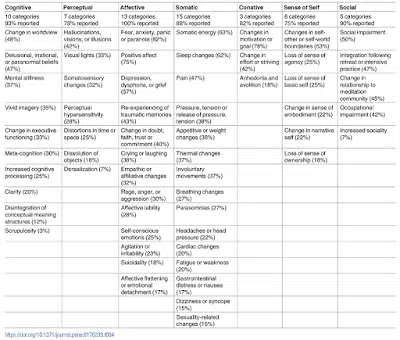 Cognitive Perceptual Affective Somatic Conative Sense of Self Social
10 categories 7 categories 13 categories 15 categories 3 categories 6 categories 5 categories
93% reported 78% reported 100% reported 88% reported 82% reported 75% reported 90% reported
Change in worldview (48%)
Hallucinations, visions, or illusions (42%)
Fear, anxiety, panic or paranoia (82%)
Somatic energy (63%)
Changes in motivation or goal (78%)
Changes in self-other or self-world boundaries (53%)
Social impairment (50%)
Delusional, irrational, or paranormal beliefs (47%)
Visual lights (33%)
Positive affect (75%)
Sleep changes (62%)
Change in effort or striving (42%)
Loss of sense of agency (25%)
Integration following retreat or intensive practice (47%)
Mental stillness (37%)
Somatosensory changes (32%)
Depression, dysphoria, or grief (57%)
Pain (47%)
Anhedonia and avolition (18%)
Loss of sense of basic self (25%)
Change in relationship to meditation community (45%)
Vivid imagery (35%)
Perceptual hypersensitivity (28%)
Re-experiencing of traumatic memories (43%)
Pressure, tension or release of pressure, tension (38%)
Change in sense of embodiment (22%)
Occupational impairment (42%)
Change in executive functioning (33%)
Distortions in time or space (25%)
Change in doubt, faith, trust or commitment (40%)
Appetitive or weight changes (38%)
Change in narrative self (22%)
Increased sociality (7%)
Meta-cognition (30%)
Dissolution of objects (18%)
Crying or laughing (38%)
Thermal changes (37%)
Loss of sense of ownership (18%)
Increased cognitive processing (25%)
Derealization (7%)
Empathic or affiliative changes (32%)
Involuntary movements (37%)
Rage, anger, or aggression (30%)
Breathing changes (27%)
Clarity (20%)
Affective lability (28%)
Parasomnias (27%)
Disintegration of conceptual meaning structures (12%)
Scrupulosity (3%)
Self-conscious emotions (25%)
Headaches or head pressure (22%)
Agitation or irritability (23%)
Cardiac changes (20%)
Suicidality (18%)
Fatigue or weakness (20%)
Affective flattening or emotional detachment (17%)
Gastrointestinal distress or nausea (17%)
Dizziness or syncope (15%)
Sexuality-related changes (15%)
https://doi.org/10.1371/journal.pone.0176239.t004